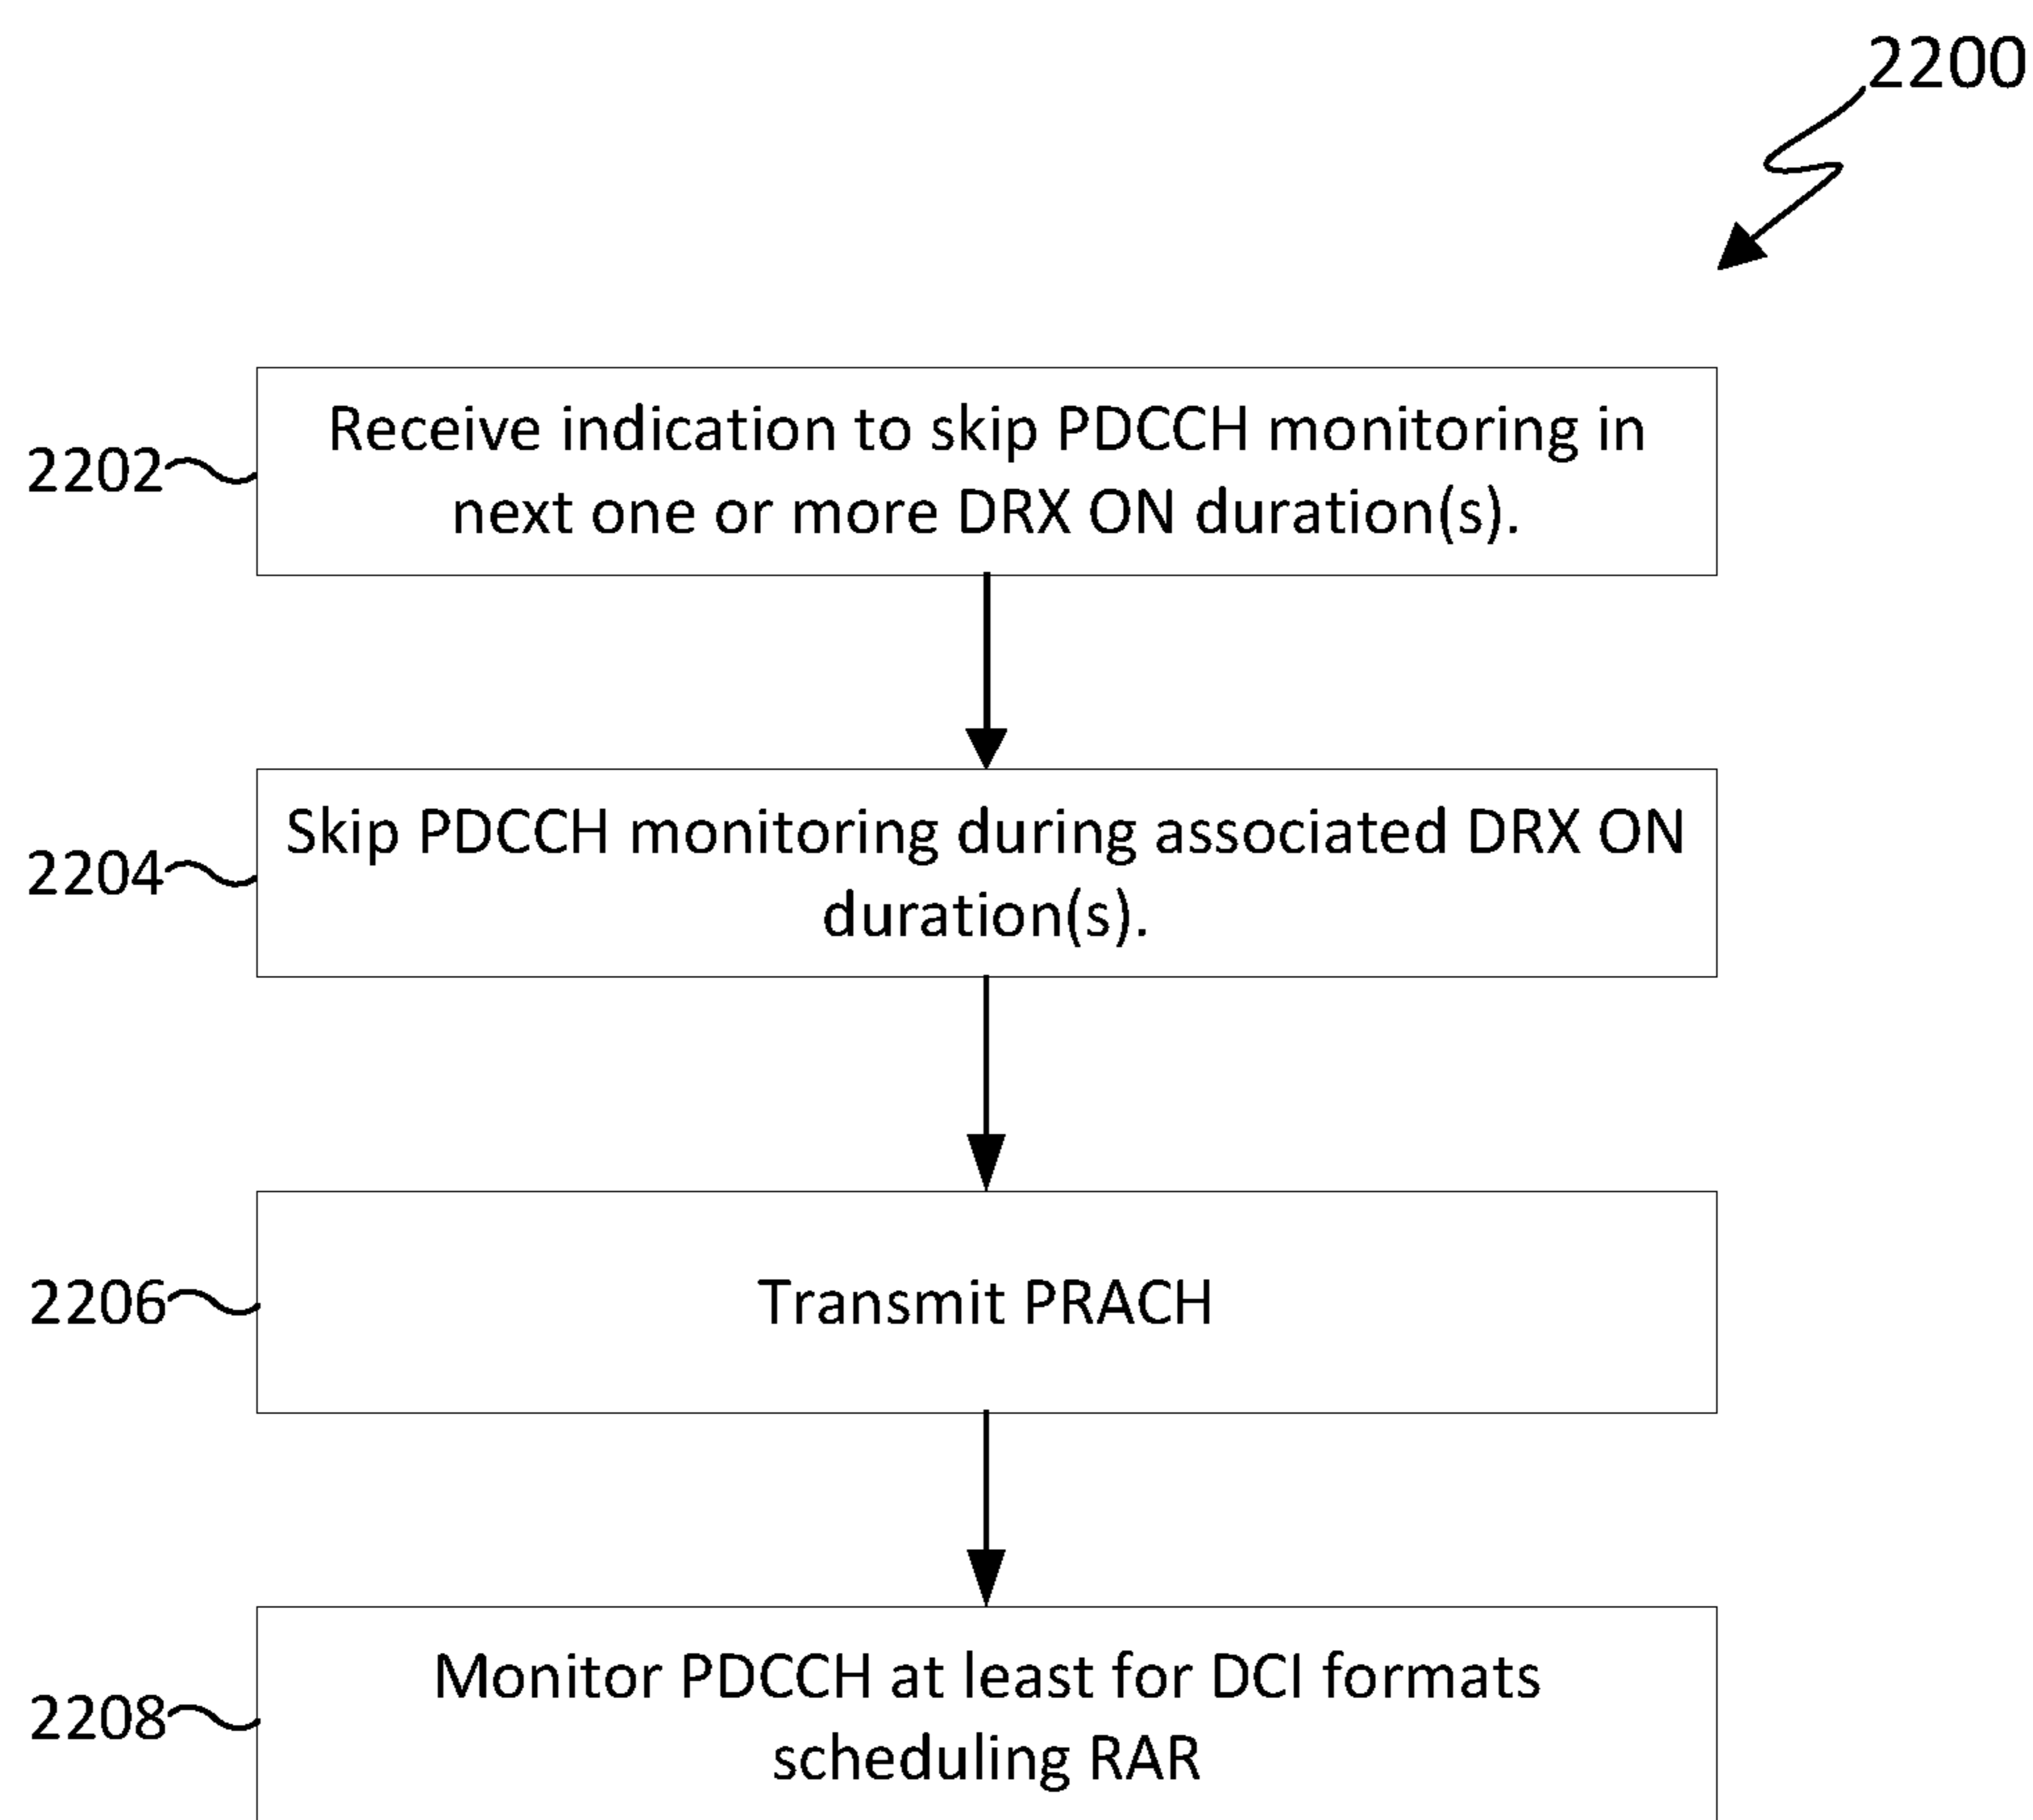 2200
2202
Receive indication to skip PDCCH monitoring in
next one or more DRX ON duration(s).
2204
Skip PDCCH monitoring during associated DRX ON
duration(s).
2206
Transmit PRACH
2208
Monitor PDCCH at least for DCI formats
scheduling RAR